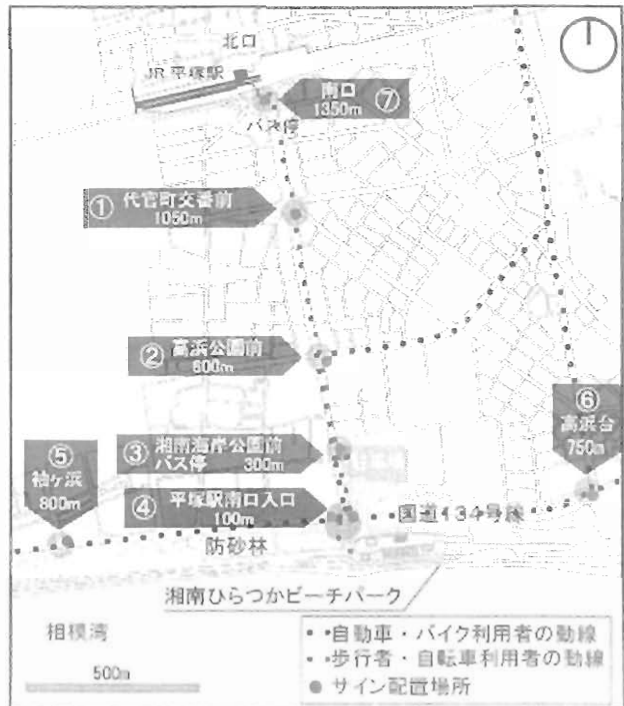 北口
JR 平塚駅
南口
1350m ⑦
バス停
① 代官町交番前
1050m
② 高浜公園前
600m
⑥
高浜台
750m
③ 湘南海岸公園前
バス停 300m
⑤
袖ヶ浜
800m
④ 平塚駅南口入口
100m
国道134号線
防砂林
湘南ひらつかビーチパーク
相模湾
500m
自動車・バイク利用者の動線
歩行者・自転車利用者の動線
サイン配置場所